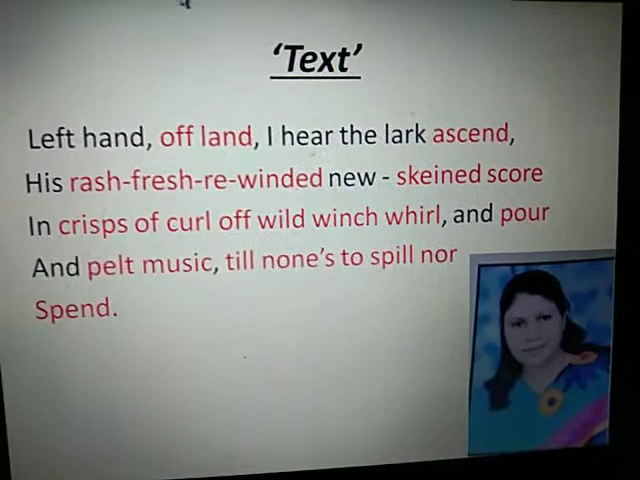 ‘Text’
Left hand, off land, I hear the lark ascend,
His rash-fresh-re-winded new - skeined score
In crisps of curl off wild winch whirl, and pour
And pelt music, till none’s to spill nor
Spend.